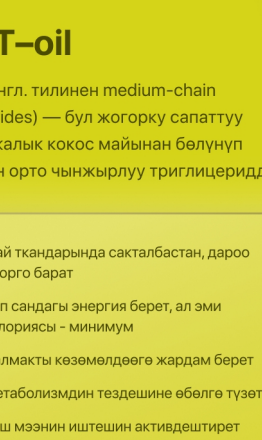 T–oil
нгл. тилинен medium-chain
ides) — бул жогорку сапаттуу
калык кокос майынан бөлүнүп
н орто чынжырлуу триглицеридд
ай ткандарында сакталбастан, дароо
орго барат
п сандагы энергия берет, ал эми
лориясы - минимум
алмакты көзөмөлдөөгө жардам берет
етаболизмдин тездешине өбөлгө түзөт
ш мээнин иштешин активдештирет